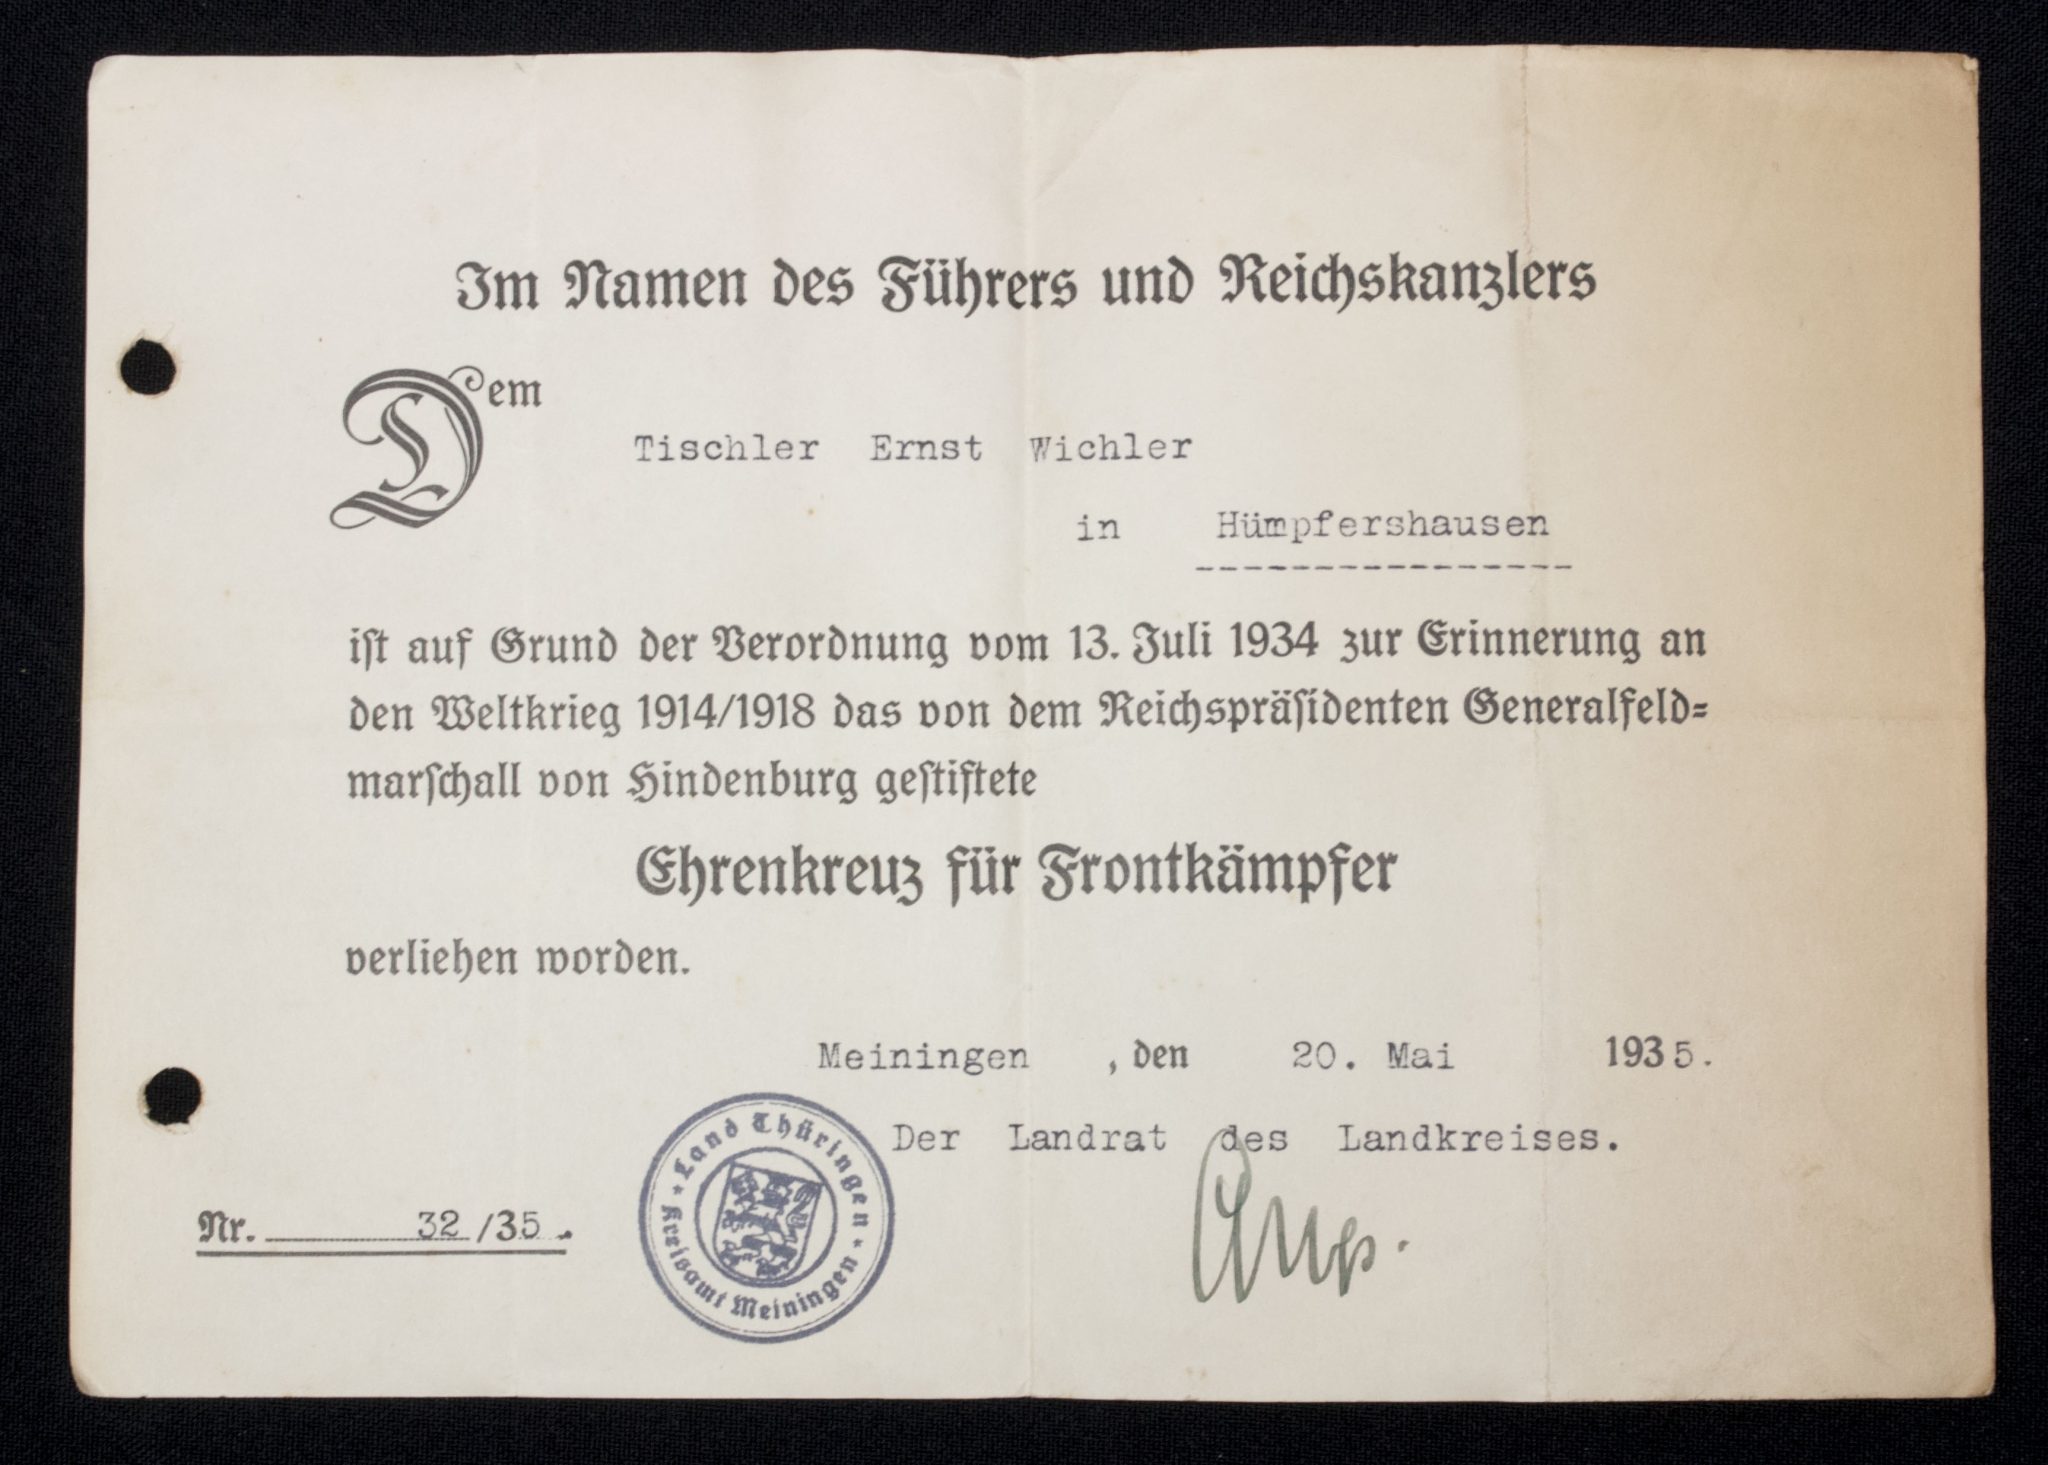 Im Namen des Führers und Reichskanzlers
Dem
Tischler Ernst Wichler
in Hümpfershausen
ist auf Grund der Verordnung vom 13. Juli 1934 zur Erinnerung an
den Weltkrieg 1914/1918 das von dem Reichspräsidenten Generalfeld=
marschall von Hindenburg gestiftete
Ehrenkreuz für Frontkämpfer
verliehen worden.
Meiningen, den 20. Mai 1935.
Der Landrat des Landkreises.
Nr. 32/35.
Land Thüringen
Kreisamt Meiningen